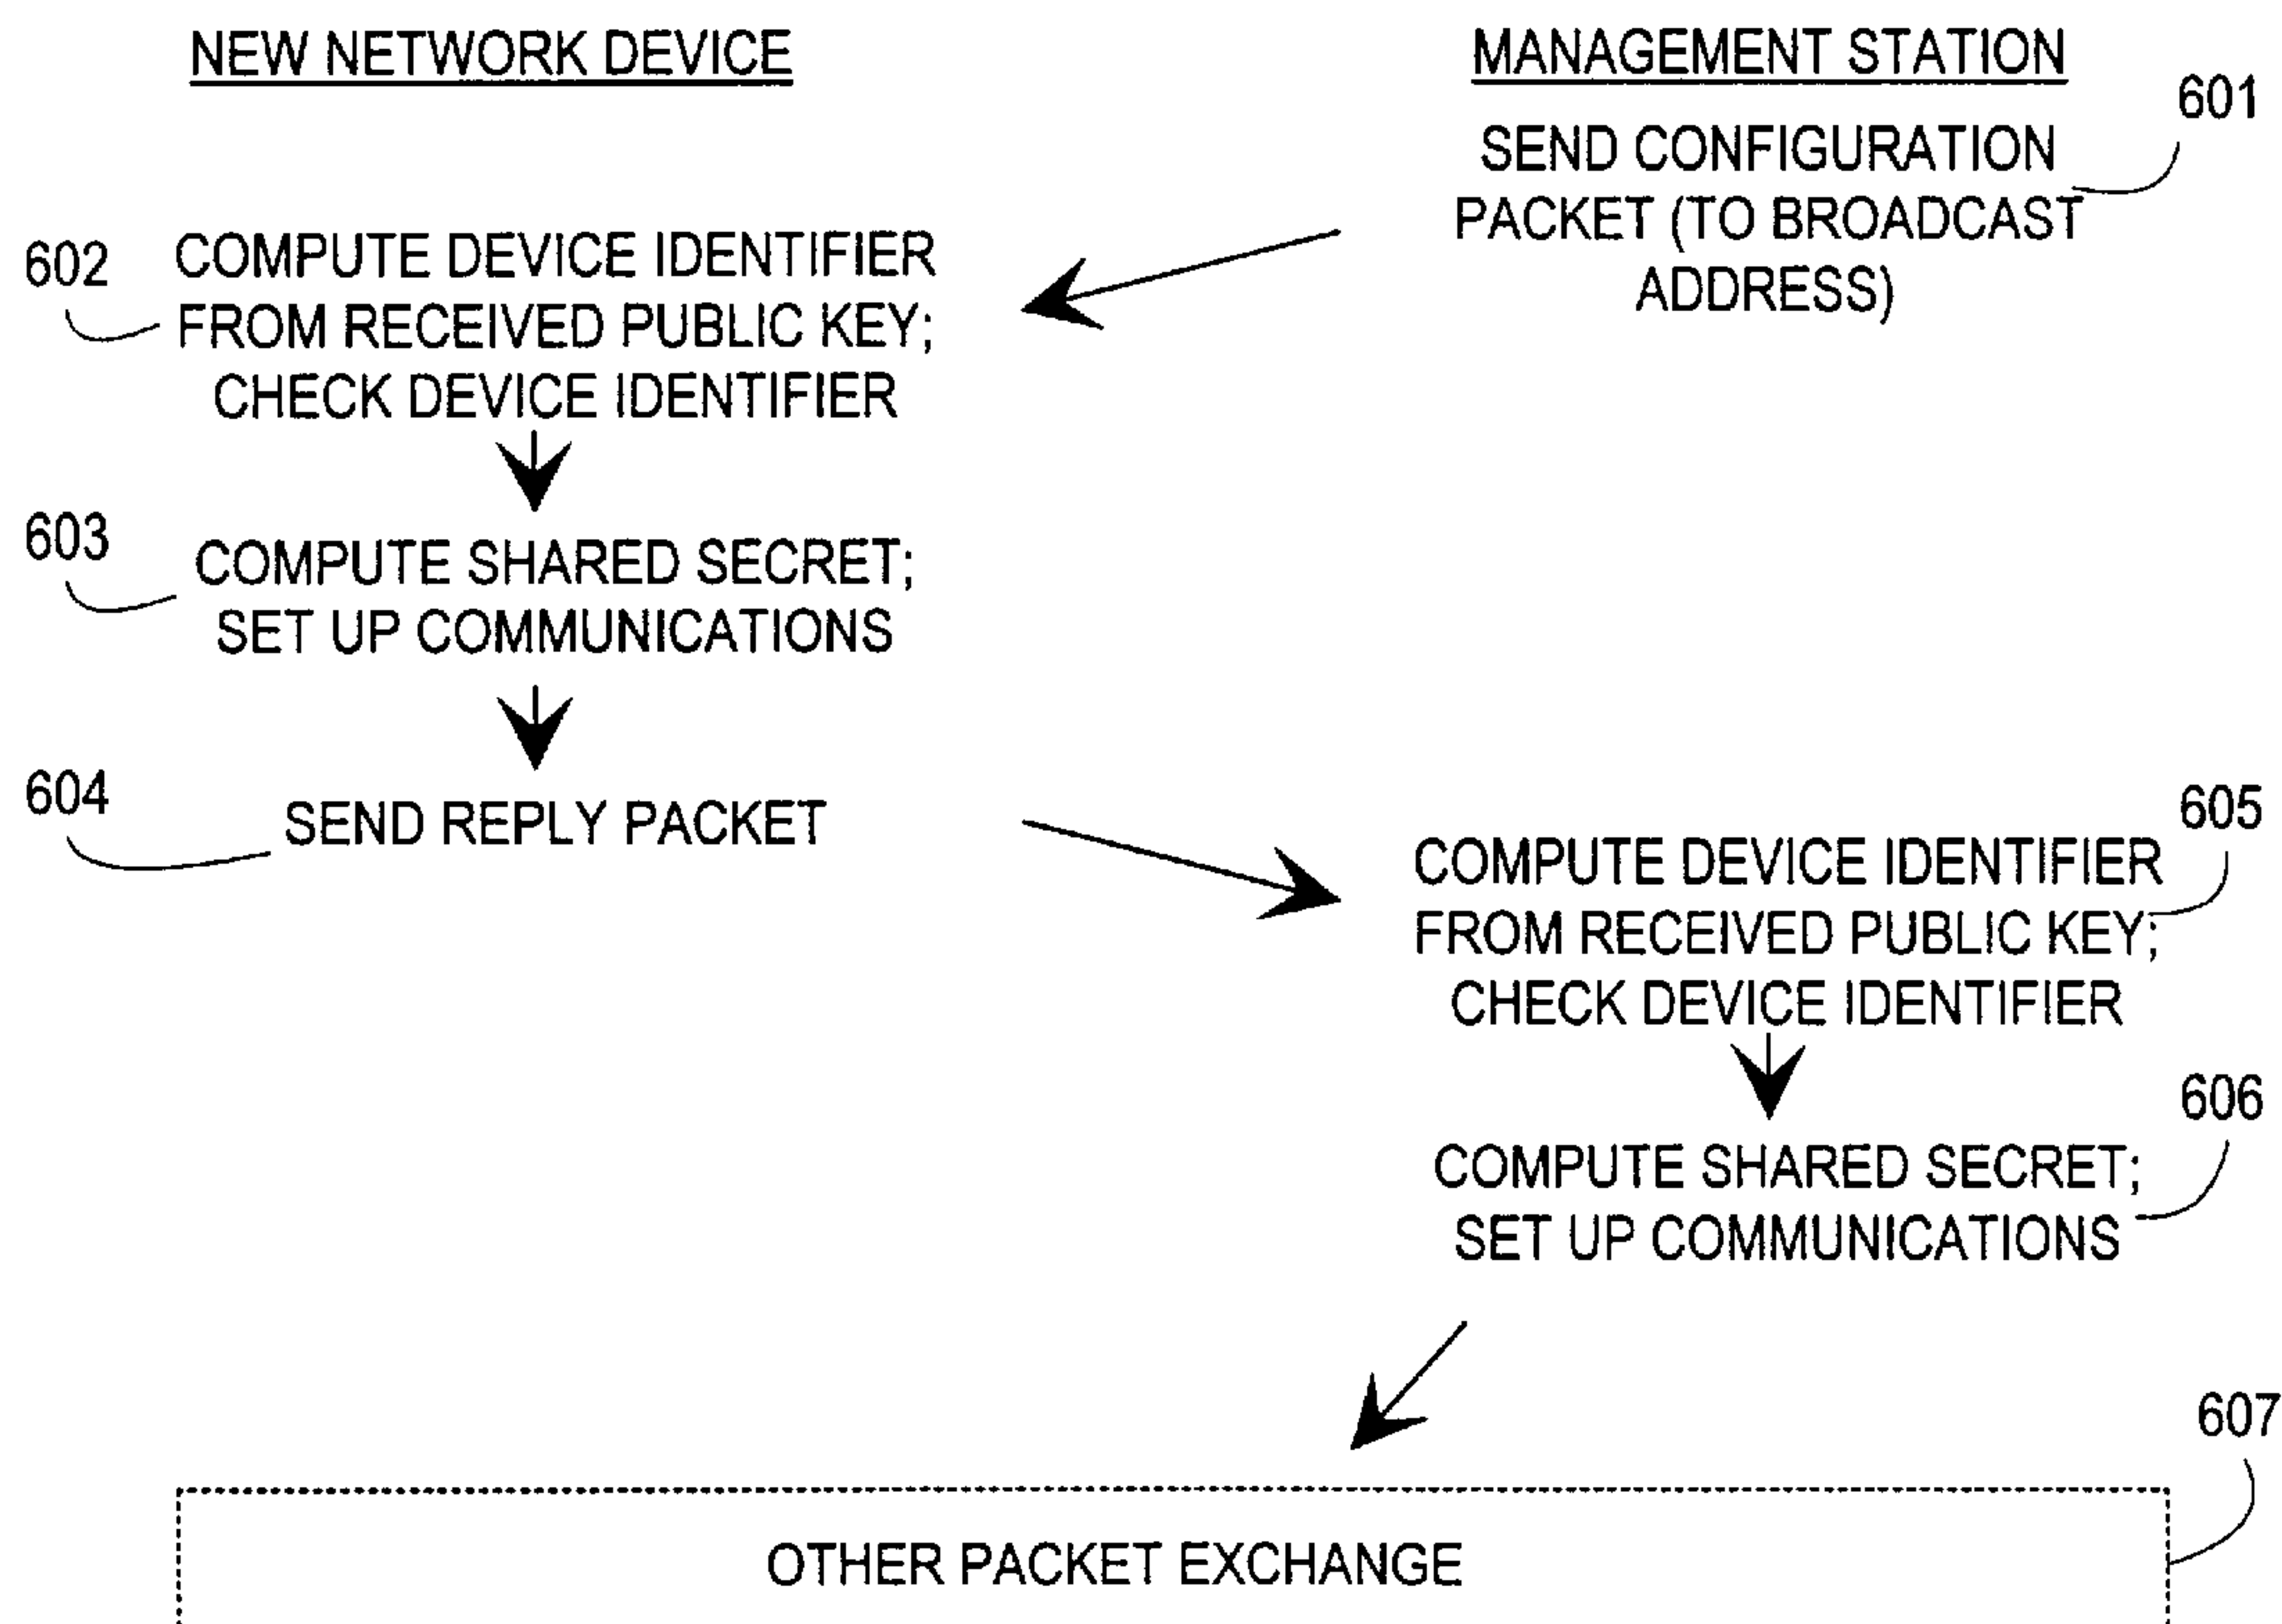 NEW NETWORK DEVICE
MANAGEMENT STATION
601
SEND CONFIGURATION
PACKET (TO BROADCAST
ADDRESS)
602
COMPUTE DEVICE IDENTIFIER
FROM RECEIVED PUBLIC KEY;
CHECK DEVICE IDENTIFIER
603
COMPUTE SHARED SECRET;
SET UP COMMUNICATIONS
604
SEND REPLY PACKET
605
COMPUTE DEVICE IDENTIFIER
FROM RECEIVED PUBLIC KEY;
CHECK DEVICE IDENTIFIER
606
COMPUTE SHARED SECRET;
SET UP COMMUNICATIONS
607
OTHER PACKET EXCHANGE